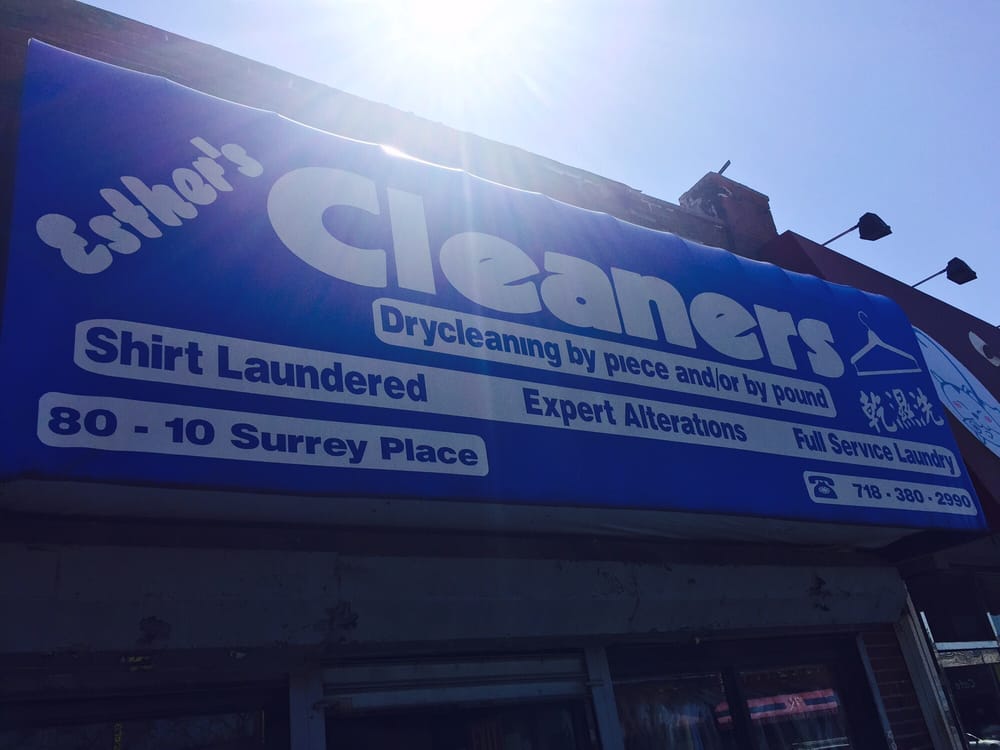 Esther's
Cleaners
Drycleaning by piece and/or by pound
Shirt Laundered Expert Alterations Full Service Laundry
乾濕洗
80 - 10 Surrey Place
718 - 380 - 2990